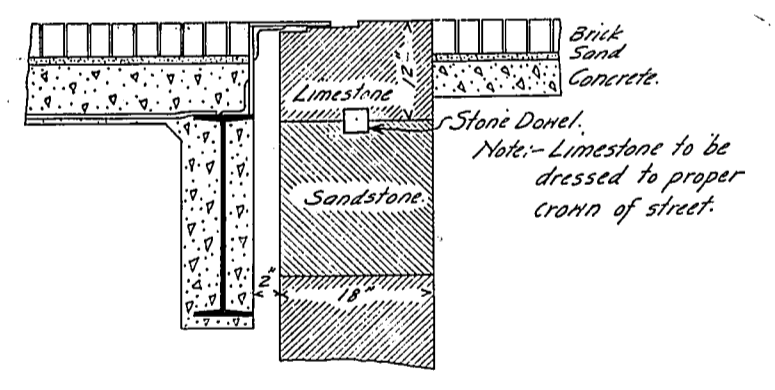 Brick
Sand
Concrete.
12"
Limestone
Stone Dowel.
Note:- Limestone to be
dressed to proper
crown of street.
Sandstone.
2"
18"